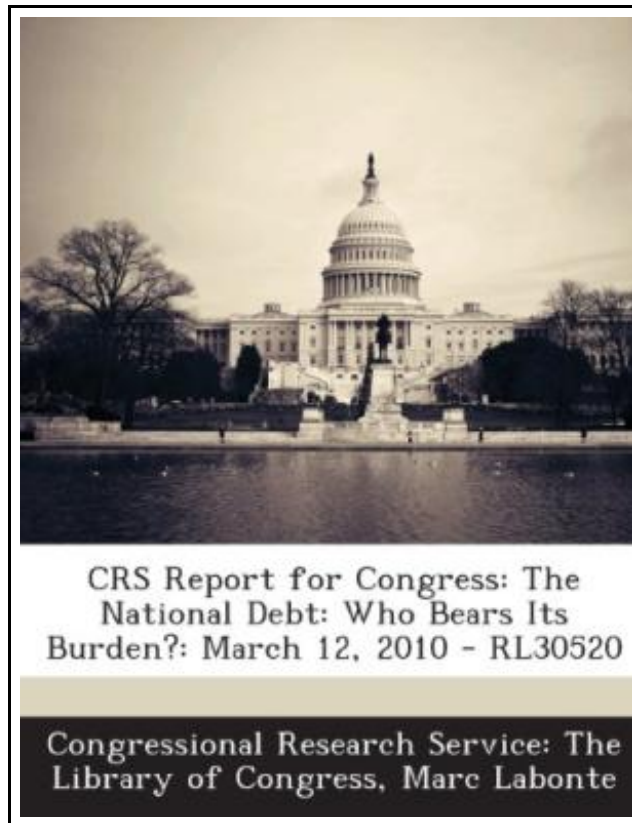 CRS Report for Congress: The
National Debt: Who Bears Its
Burden?: March 12, 2010 - RL30520
Congressional Research Service: The
Library of Congress, Marc Labonte